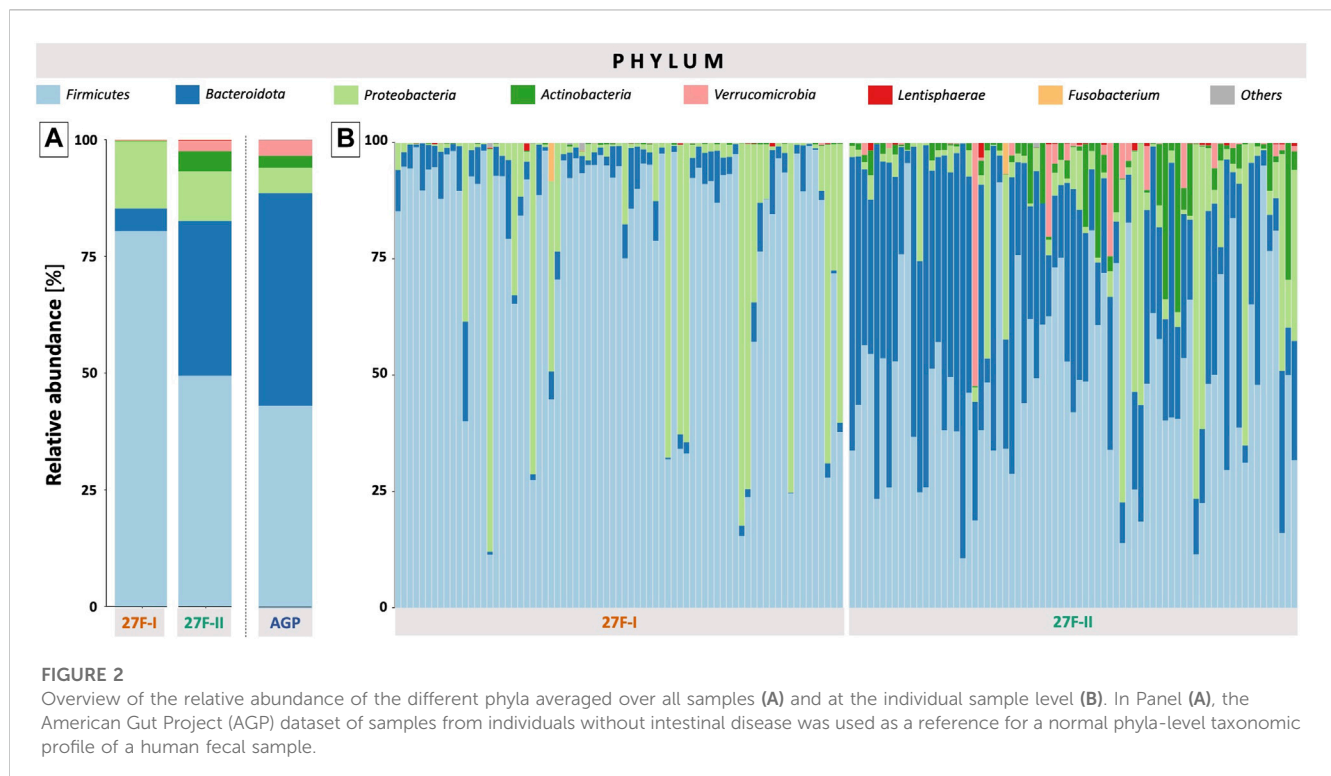 PHYLUM
Firmicutes Bacteroidota Proteobacteria Actinobacteria Verrucomicrobia Lentisphaerae Fusobacterium Others
A
Relative abundance [%]
100
75
50
25
0
27F-I 27F-II AGP
B
100
75
50
25
0
27F-I 27F-II
FIGURE 2
Overview of the relative abundance of the different phyla averaged over all samples (A) and at the individual sample level (B). In Panel (A), the
American Gut Project (AGP) dataset of samples from individuals without intestinal disease was used as a reference for a normal phyla-level taxonomic
profile of a human fecal sample.